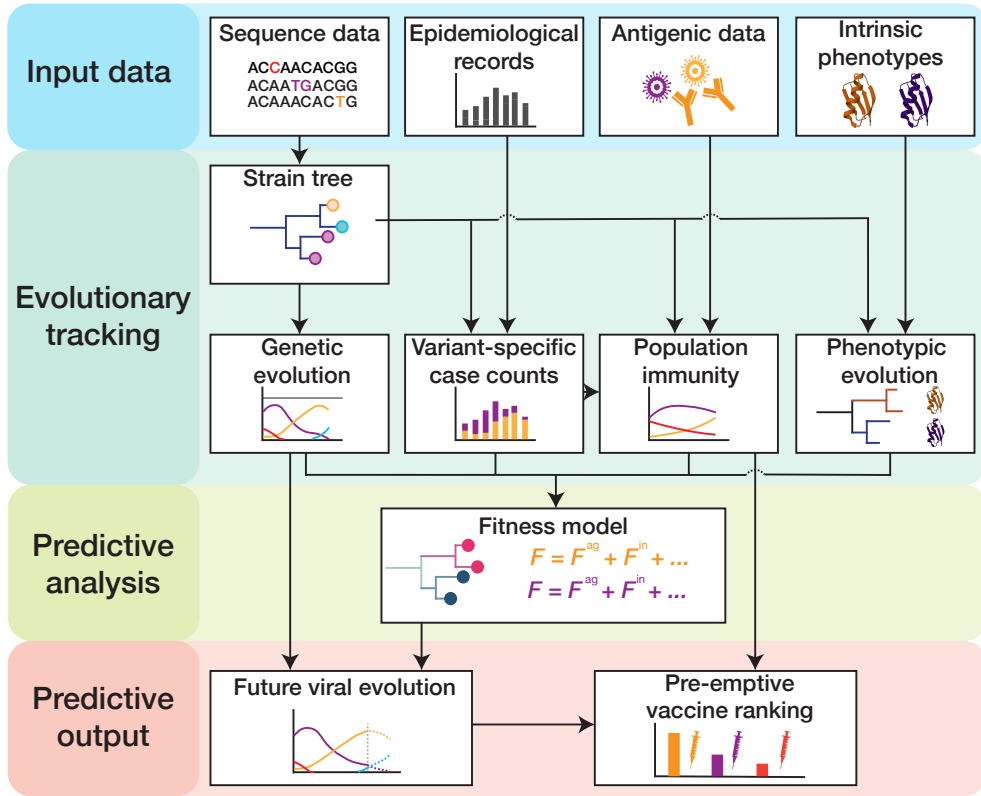 Input data
Sequence data
ACCAACACGG
ACAATGACGG
ACAAACACTG
Epidemiological
records
Antigenic data
Intrinsic
phenotypes
Evolutionary
tracking
Strain tree
Genetic
evolution
Variant-specific
case counts
Population
immunity
Phenotypic
evolution
Predictive
analysis
Fitness model
F = F^ag + F^in + ...
F = F^ag + F^in + ...
Predictive
output
Future viral evolution
Pre-emptive
vaccine ranking